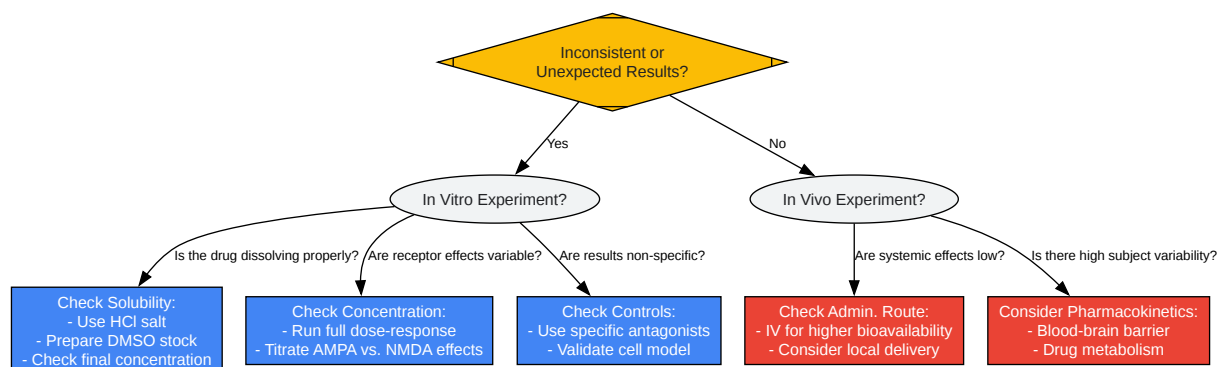 Inconsistent or
Unexpected Results?
Yes
No
In Vitro Experiment?
In Vivo Experiment?
Is the drug dissolving properly?
Are receptor effects variable?
Are results non-specific?
Are systemic effects low?
Is there high subject variability?
Check Solubility:
- Use HCl salt
- Prepare DMSO stock
- Check final concentration
Check Concentration:
- Run full dose-response
- Titrate AMPA vs. NMDA effects
Check Controls:
- Use specific antagonists
- Validate cell model
Check Admin. Route:
- IV for higher bioavailability
- Consider local delivery
Consider Pharmacokinetics:
- Blood-brain barrier
- Drug metabolism